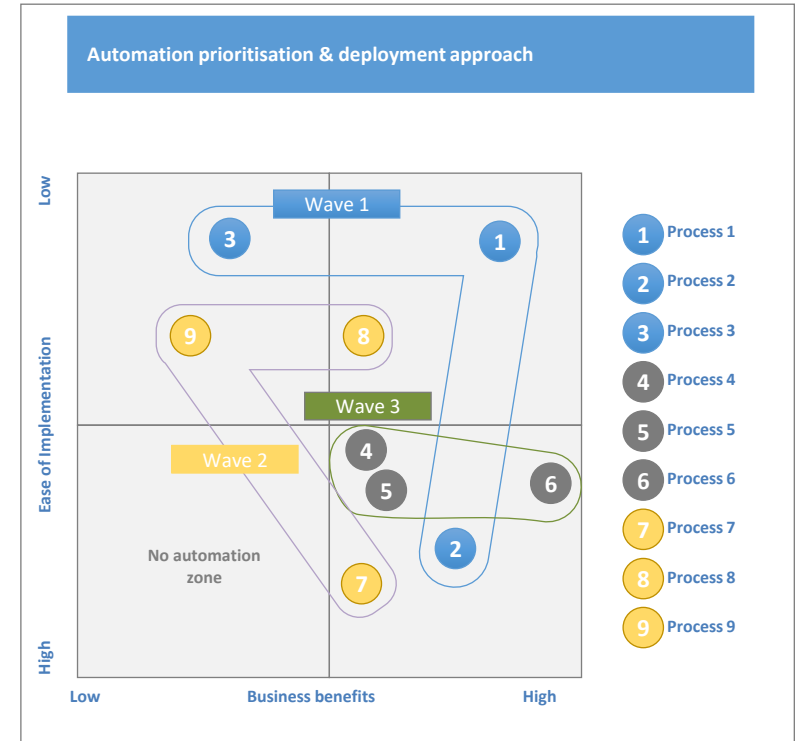 Automation prioritisation & deployment approach
Low
Ease of Implementation
High
Wave 1
3
1
9
8
Wave 3
Wave 2
4
5
6
2
7
No automation
zone
Low
Business benefits
High
1 Process 1
2 Process 2
3 Process 3
4 Process 4
5 Process 5
6 Process 6
7 Process 7
8 Process 8
9 Process 9